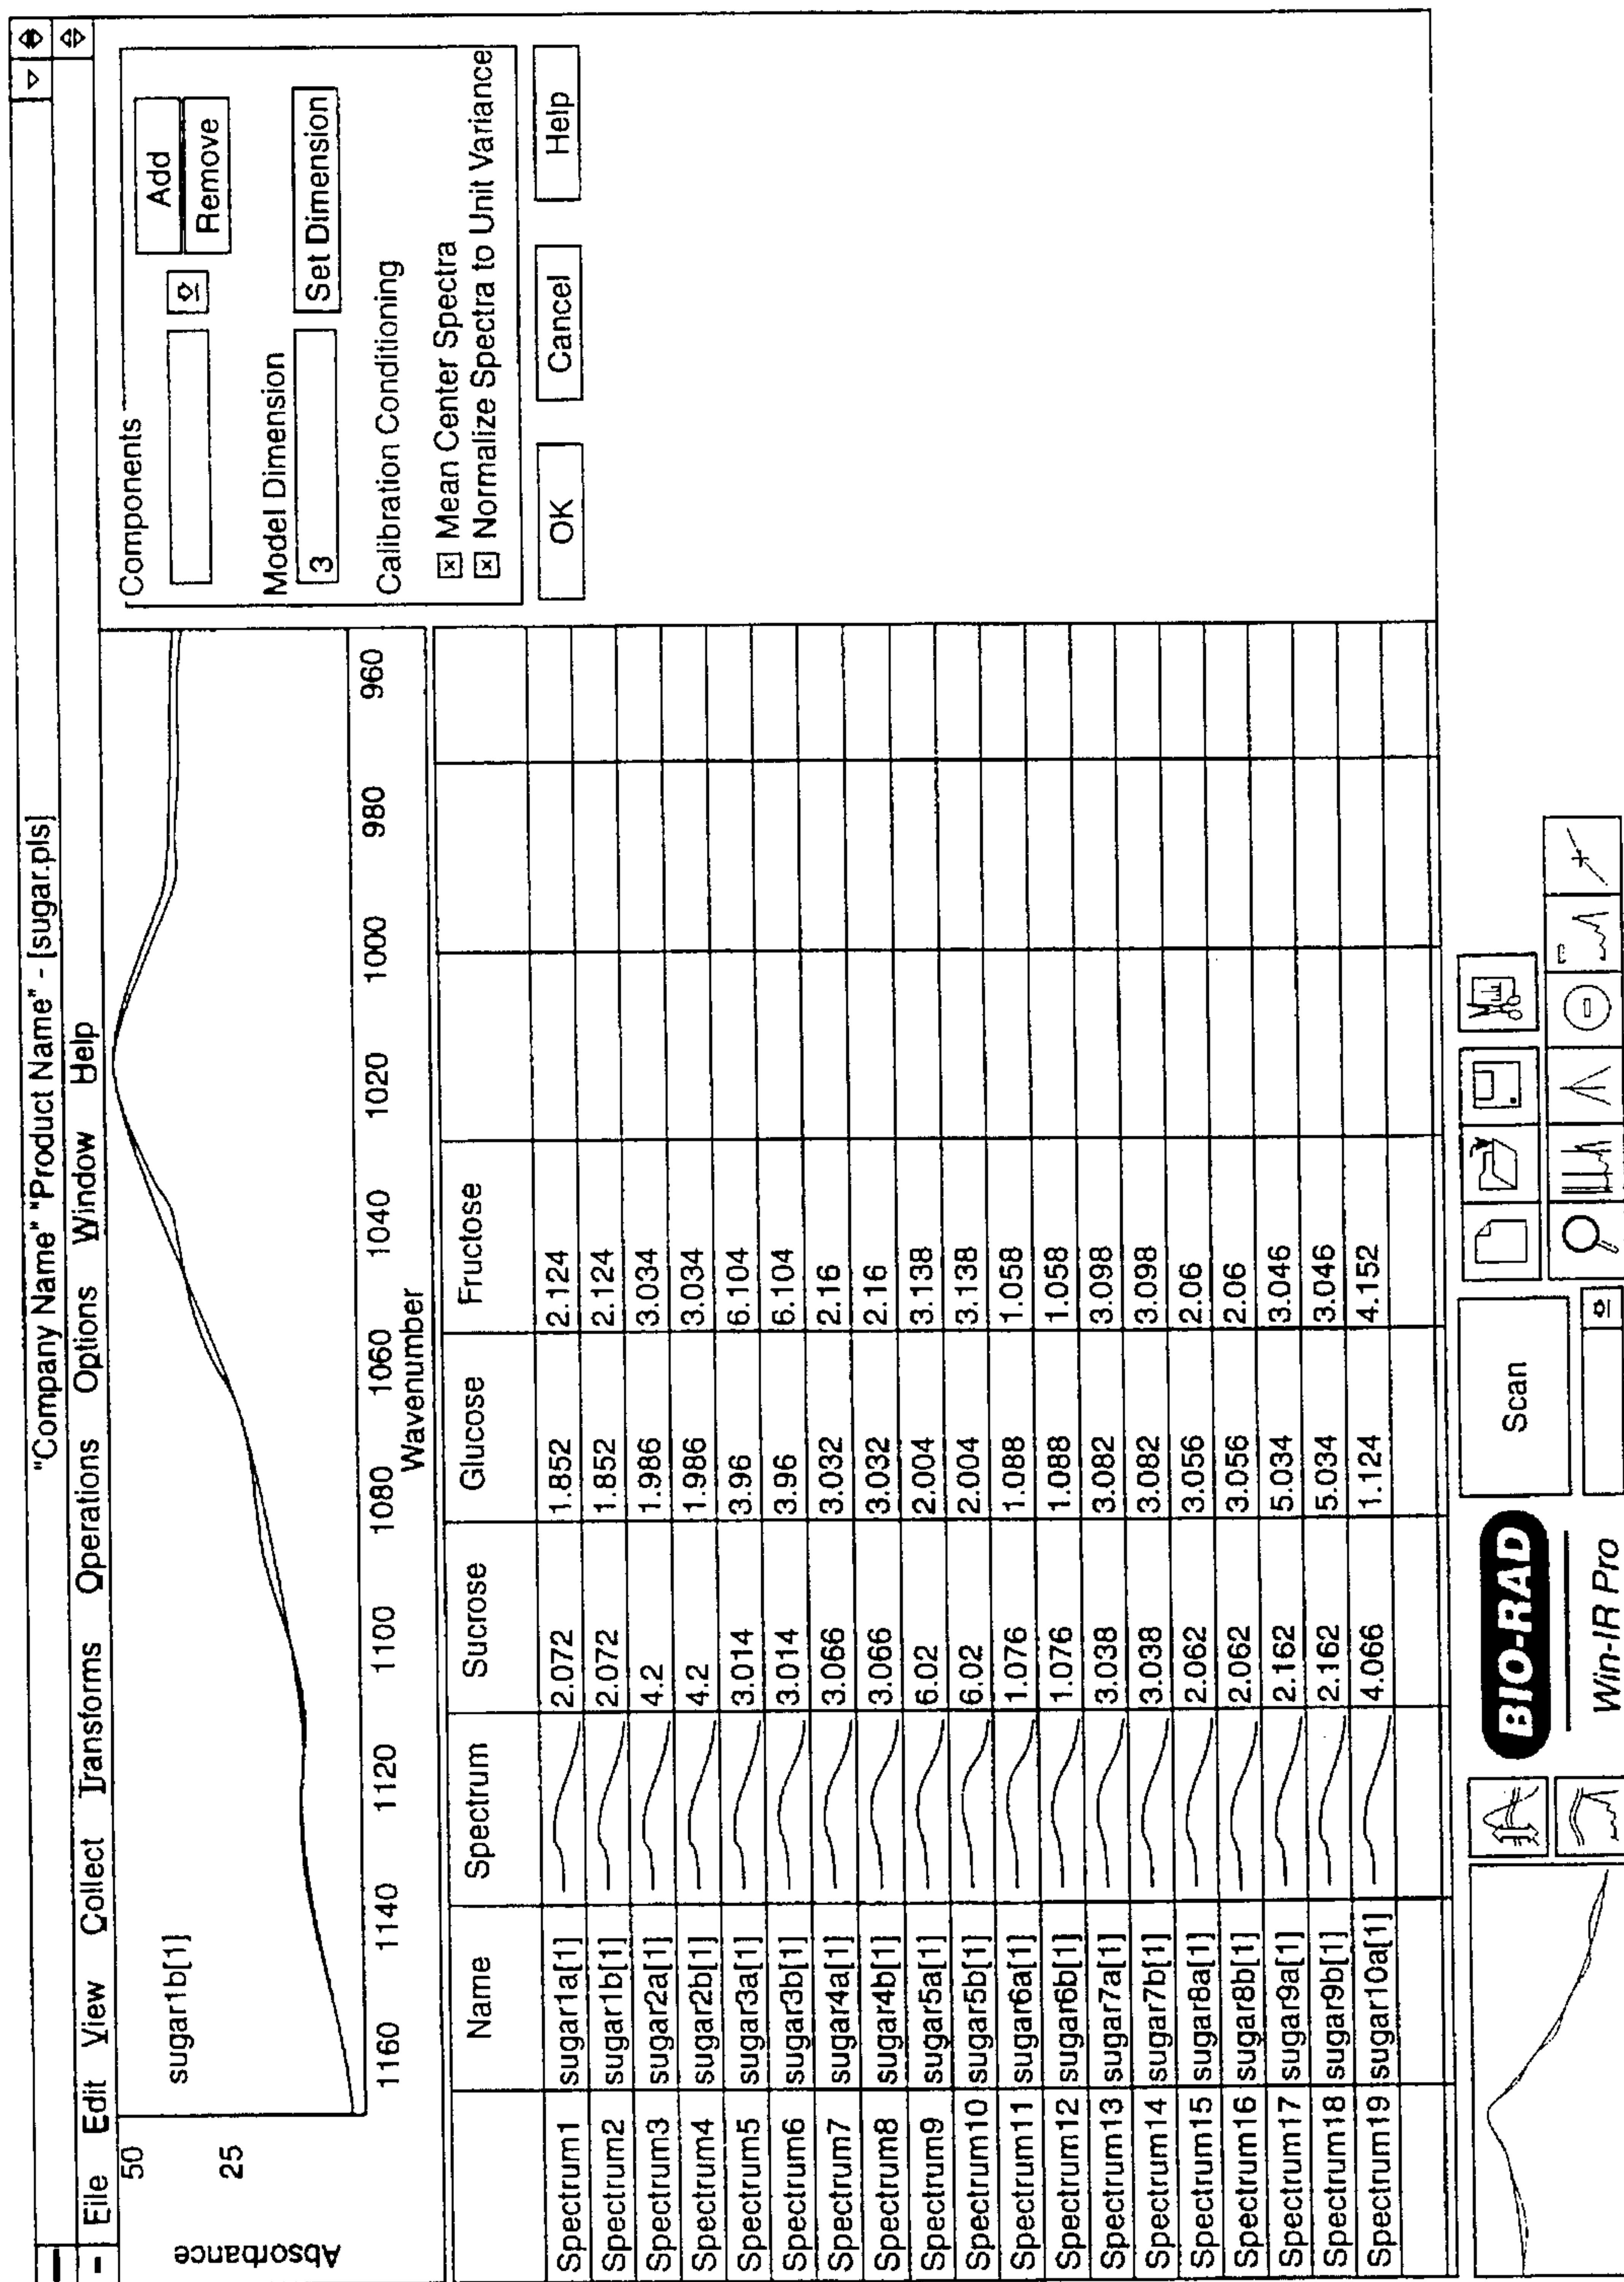 "Company Name" "Product Name" - [sugar.pls]
File Edit View Collect Transforms Operations Options Window Help
50
25
Absorbance
sugar1b[1]
1160 1140 1120 1100 1080 1060 1040 1020 1000 980 960
Wavenumber
Components
Add
Remove
Model Dimension
3 Set Dimension
Calibration Conditioning
Mean Center Spectra
Normalize Spectra to Unit Variance
OK Cancel Help
Name Spectrum Sucrose Glucose Fructose
Spectrum1 sugar1a[1] 2.072 1.852 2.124
Spectrum2 sugar1b[1] 2.072 1.852 2.124
Spectrum3 sugar2a[1] 4.2 1.986 3.034
Spectrum4 sugar2b[1] 4.2 1.986 3.034
Spectrum5 sugar3a[1] 3.014 3.96 6.104
Spectrum6 sugar3b[1] 3.014 3.96 6.104
Spectrum7 sugar4a[1] 3.066 3.032 2.16
Spectrum8 sugar4b[1] 3.066 3.032 2.16
Spectrum9 sugar5a[1] 6.02 2.004 3.138
Spectrum10 sugar5b[1] 6.02 2.004 3.138
Spectrum11 sugar6a[1] 1.076 1.088 1.058
Spectrum12 sugar6b[1] 1.076 1.088 1.058
Spectrum13 sugar7a[1] 3.038 3.082 3.098
Spectrum14 sugar7b[1] 3.038 3.082 3.098
Spectrum15 sugar8a[1] 2.062 3.056 2.06
Spectrum16 sugar8b[1] 2.062 3.056 2.06
Spectrum17 sugar9a[1] 2.162 5.034 3.046
Spectrum18 sugar9b[1] 2.162 5.034 3.046
Spectrum19 sugar10a[1] 4.066 1.124 4.152
BIO-RAD
Win-IR Pro
Scan